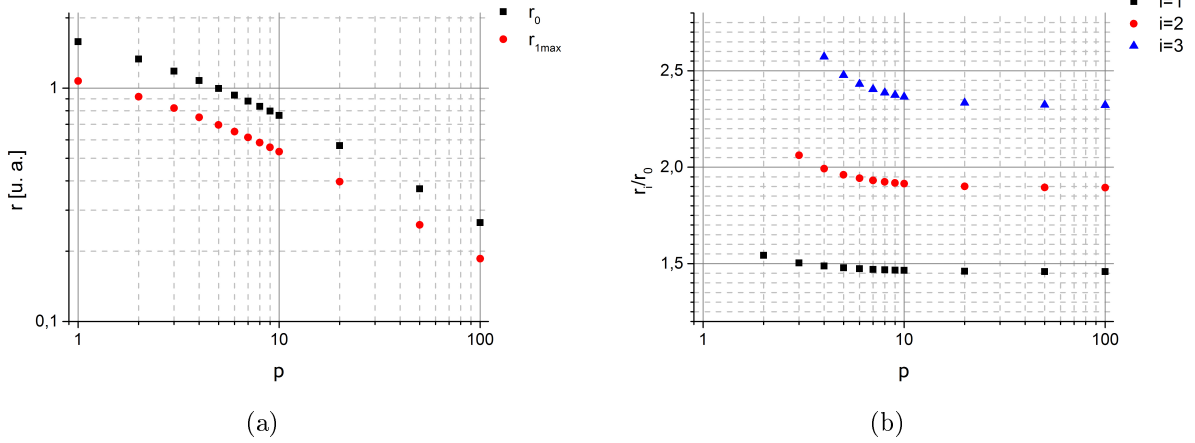 r0
r1max
1
0,1
r [u. a.]
1
10
100
p
(a)
i=1
i=2
i=3
2,5
2,0
1,5
ri/r0
1
10
100
p
(b)